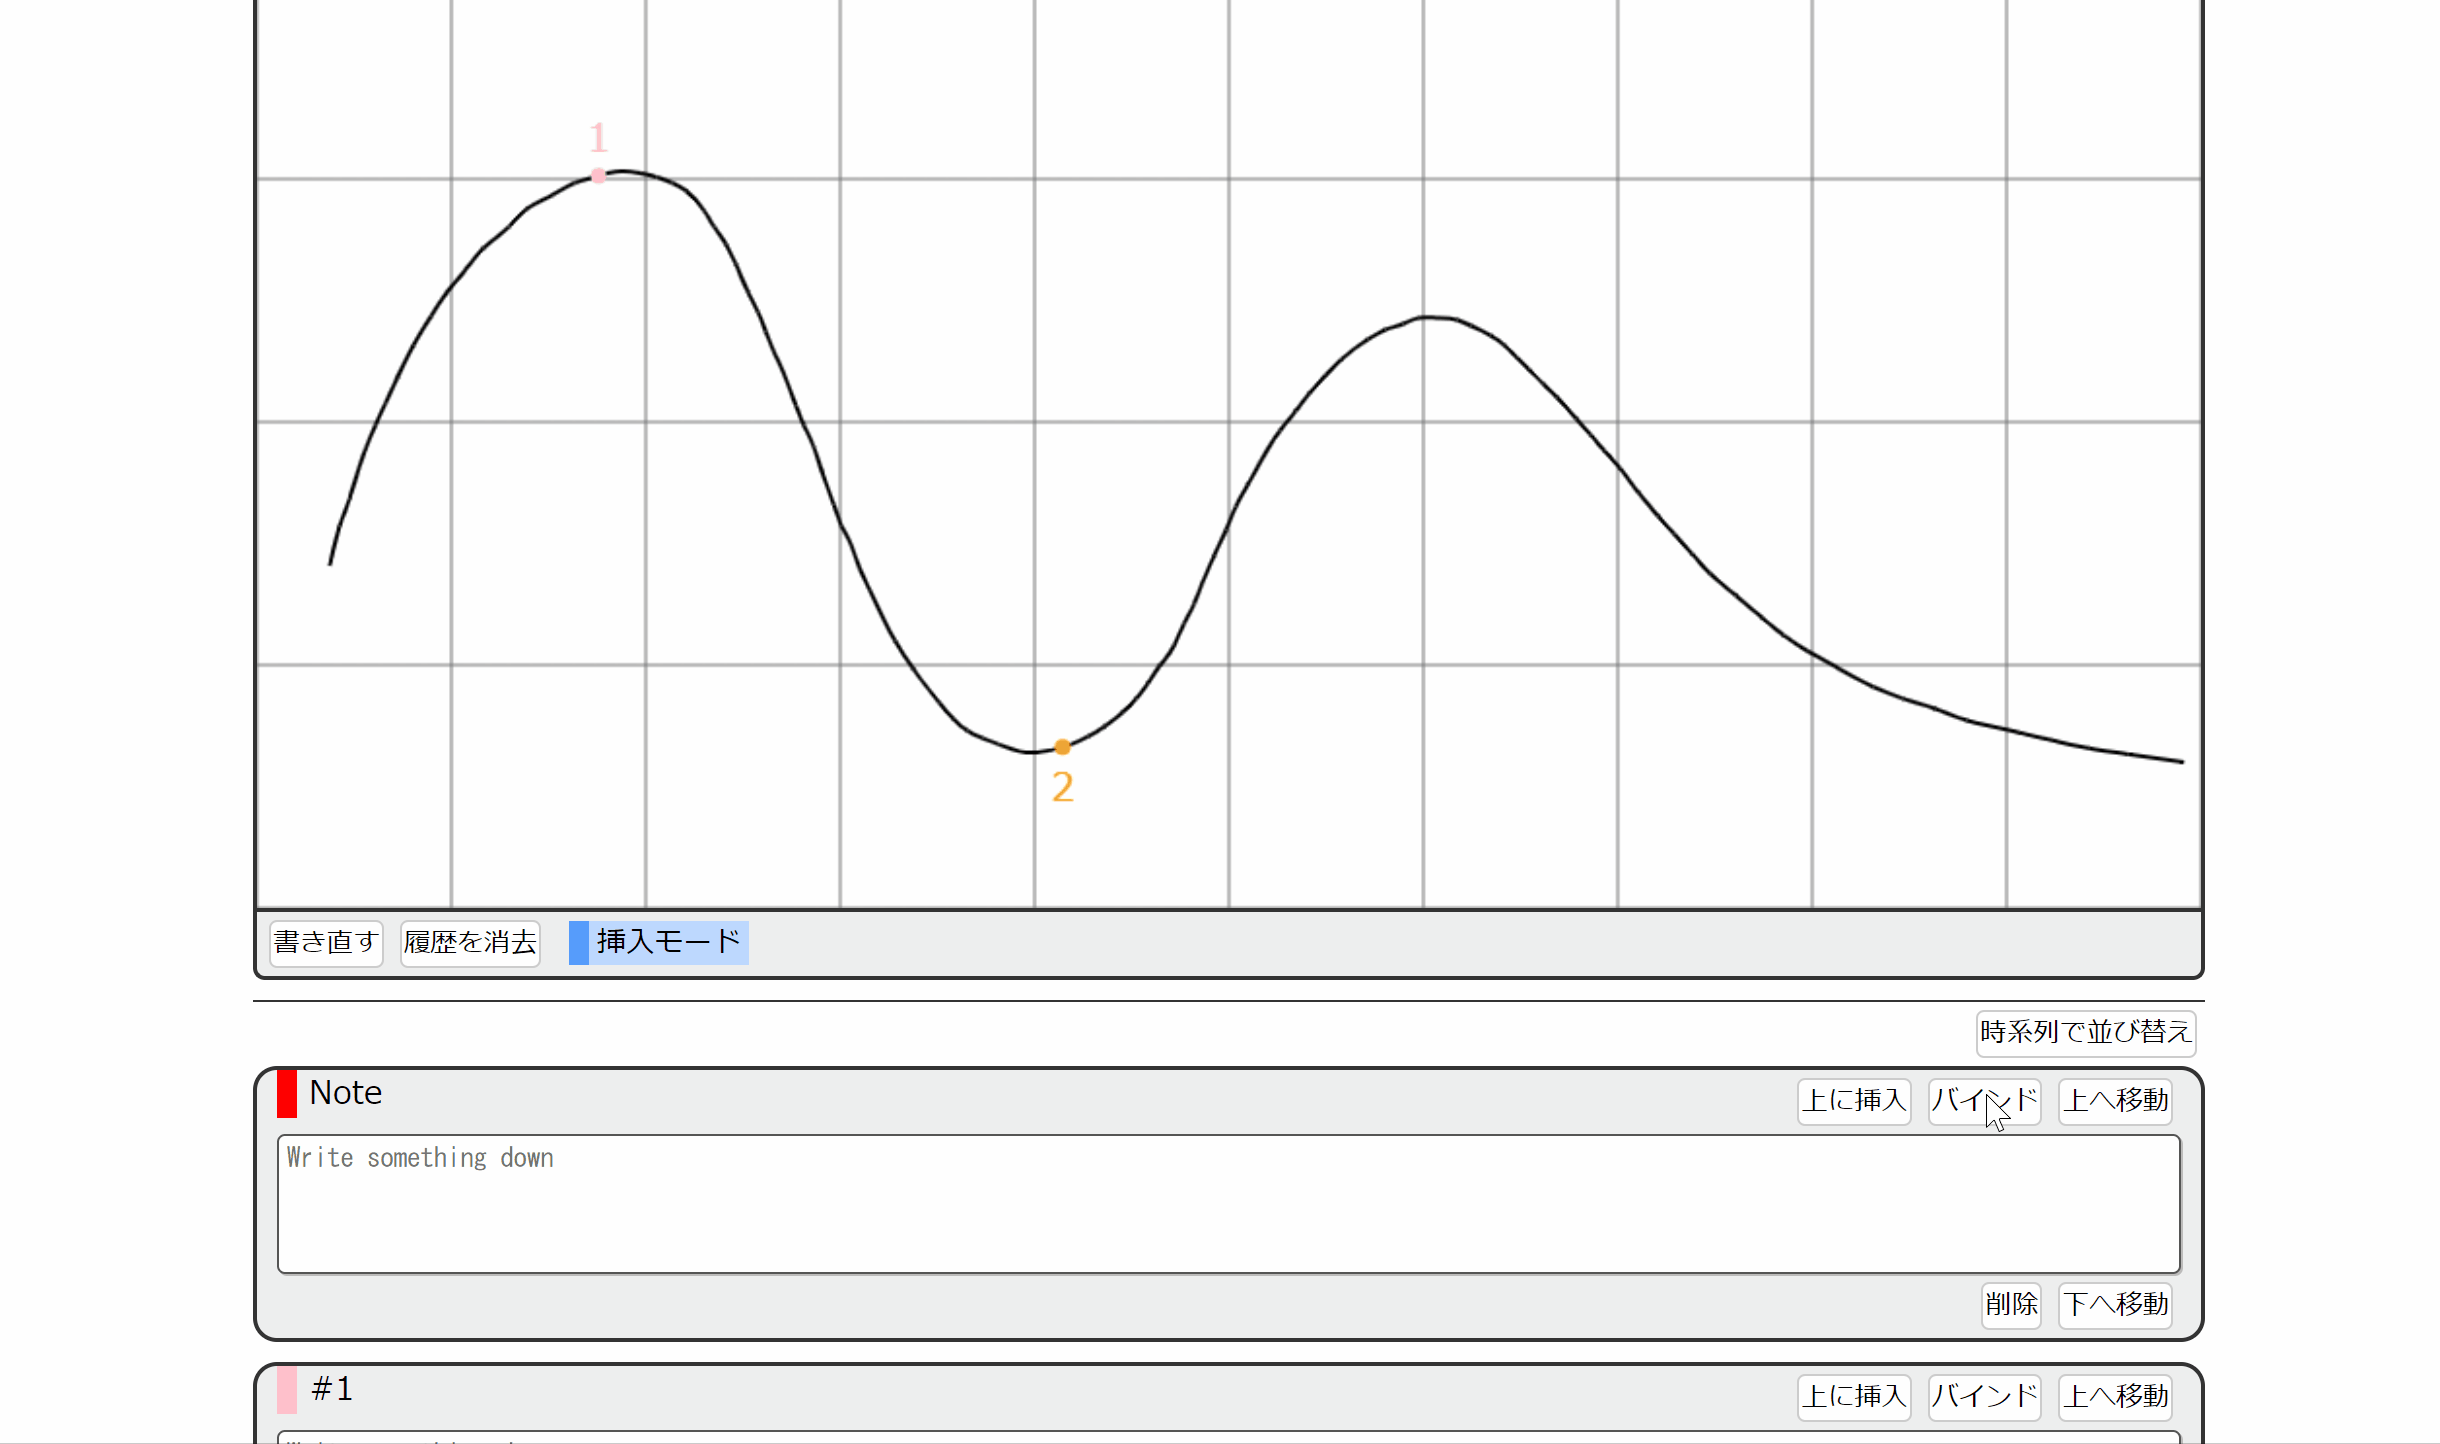 1
2
書き直す 履歴を消去 挿入モード
時系列で並び替え
Note 上に挿入 バインド 上へ移動
Write something down
削除 下へ移動
#1 上に挿入 バインド 上へ移動